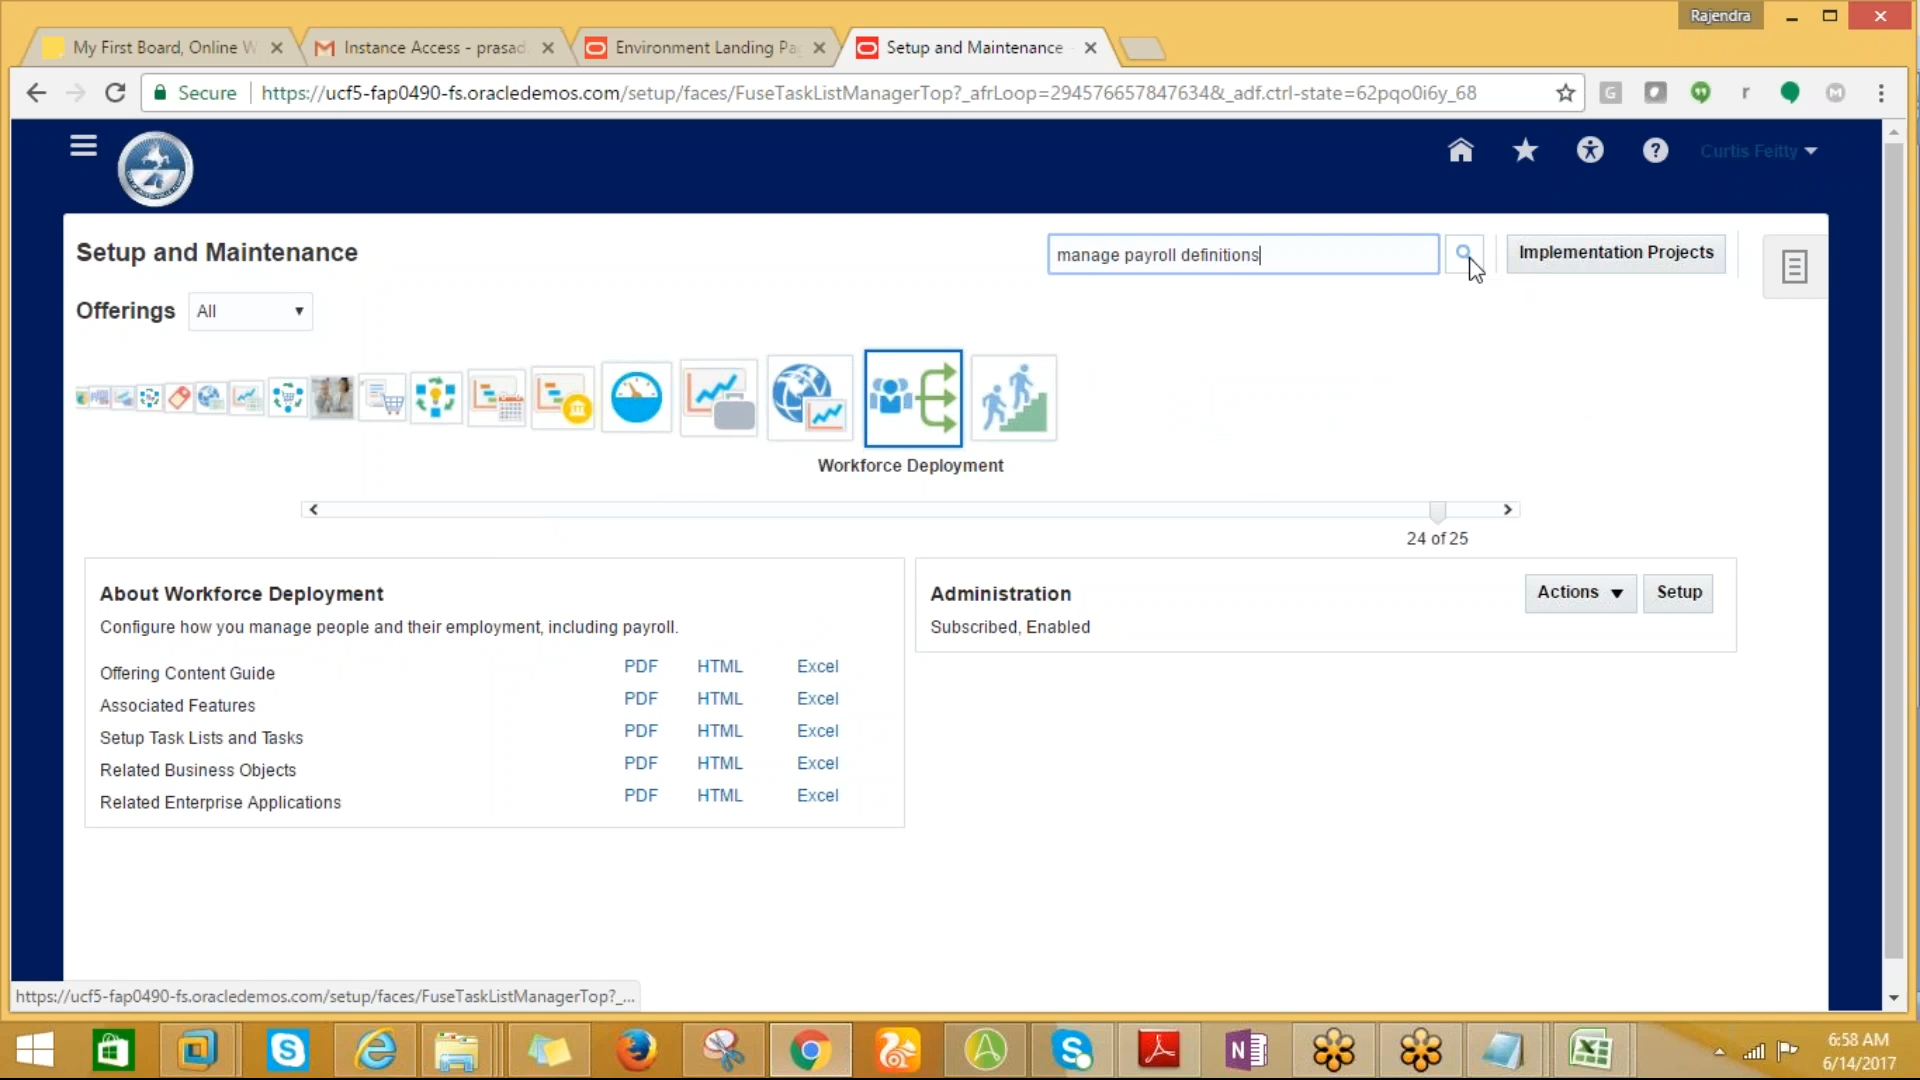 Rajendra
My First Board, Online W
Instance Access - prasad.
Environment Landing Pa
Setup and Maintenance
Secure
https://ucf5-fap0490-fs.oracledemos.com/setup/faces/FuseTaskListManagerTop?_afrLoop=294576657847634&_adf.ctrl-state=62pqo0i6y_68
Curtis Feitty
Setup and Maintenance
manage payroll definitions
Implementation Projects
Offerings
All
Workforce Deployment
24 of 25
About Workforce Deployment
Configure how you manage people and their employment, including payroll.
Offering Content Guide PDF HTML Excel
Associated Features PDF HTML Excel
Setup Task Lists and Tasks PDF HTML Excel
Related Business Objects PDF HTML Excel
Related Enterprise Applications PDF HTML Excel
Administration
Actions
Setup
Subscribed, Enabled
https://ucf5-fap0490-fs.oracledemos.com/setup/faces/FuseTaskListManagerTop?_...
6:58 AM
6/14/2017